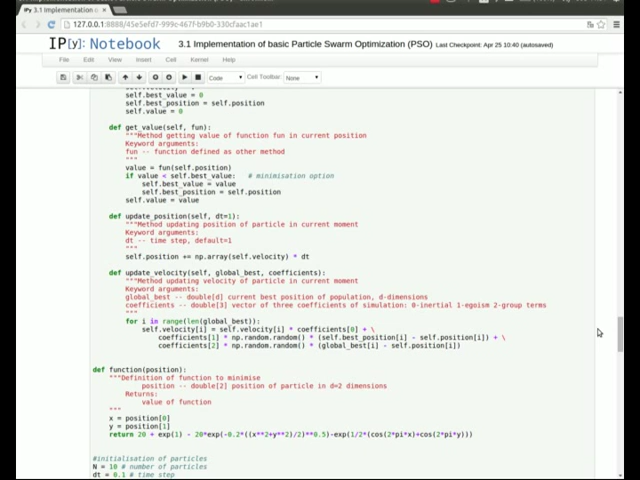 3.1 Implementation o
127.0.0.1:8888/45e5efd7-999c-467f-b9b0-330cfaac1ae1
IP[y]: Notebook 3.1 Implementation of basic Particle Swarm Optimization (PSO) Last Checkpoint: Apr 25 10:40 (autosaved)
File Edit View Insert Cell Kernel Help
Code Cell Toolbar: None
self.best_value = 0
self.best_position = self.position
self.value = 0
def get_value(self, fun):
"""Method getting value of function fun in current position
Keyword arguments:
fun -- function defined as other method
"""
value = fun(self.position)
if value < self.best_value: # minimisation option
self.best_value = value
self.best_position = self.position
self.value = value
def update_position(self, dt=1):
"""Method updating position of particle in current moment
Keyword arguments:
dt -- time step, default=1
"""
self.position += np.array(self.velocity) * dt
def update_velocity(self, global_best, coefficients):
"""Method updating velocity of particle in current moment
Keyword arguments:
global_best -- double[d] current best position of population, d-dimensions
coefficients -- double[3] vector of three coefficients of simulation: 0-inertial 1-egoism 2-group terms
"""
for i in range(len(global_best)):
self.velocity[i] = self.velocity[i] * coefficients[0] + \
coefficients[1] * np.random.random() * (self.best_position[i] - self.position[i]) + \
coefficients[2] * np.random.random() * (global_best[i] - self.position[i])
def function(position):
"""Definition of function to minimise
position -- double[2] position of particle in d=2 dimensions
Returns:
value of function
"""
x = position[0]
y = position[1]
return 20 + exp(1) - 20*exp(-0.2*((x**2+y**2)/2)**0.5)-exp(1/2*(cos(2*pi*x)+cos(2*pi*y)))
#initialisation of particles
N = 10 # number of particles
dt = 0.1 # time step